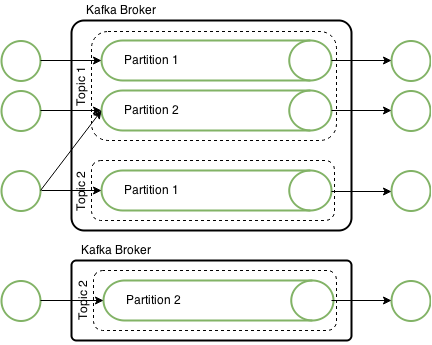 Kafka Broker
Topic 1
Partition 1
Partition 2
Topic 2
Partition 1
Kafka Broker
Topic 2
Partition 2